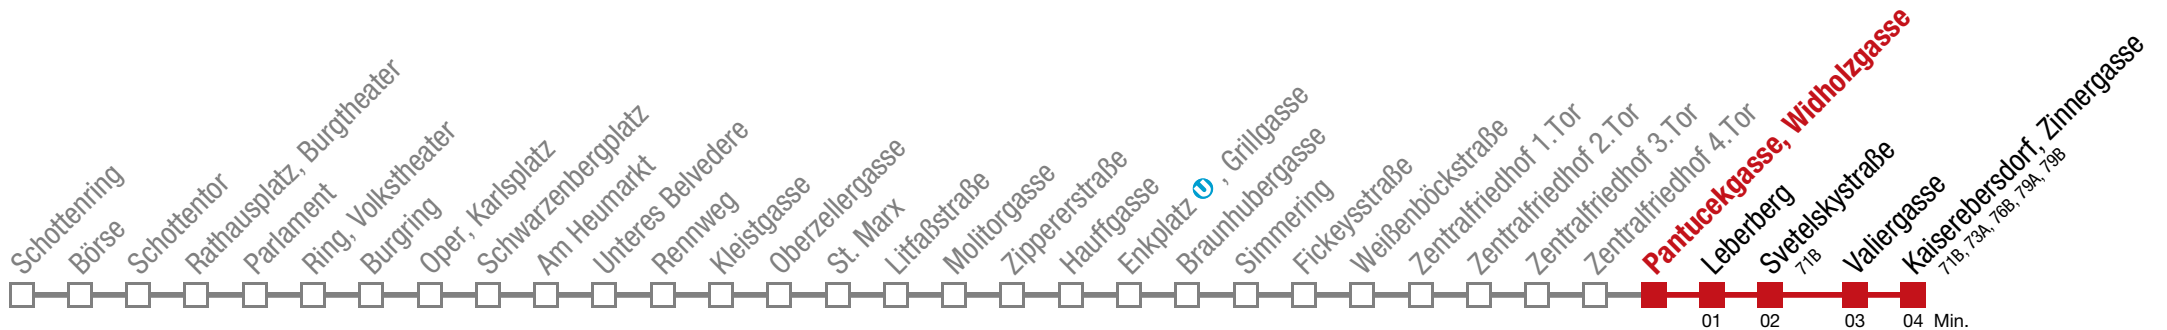 Schottenring
Börse
Schottentor
Rathausplatz, Burgtheater
Parlament
Ring, Volkstheater
Burgring
Oper, Karlsplatz
Schwarzenbergplatz
Am Heumarkt
Unteres Belvedere
Rennweg
Kleistgasse
Oberzellergasse
St. Marx
Litfaßstraße
Molitorgasse
Zippererstraße
Hauffgasse
Enkplatz U , Grillgasse
Braunhubergasse
Simmering
Fickeysstraße
Weißenböckstraße
Zentralfriedhof 1.Tor
Zentralfriedhof 2.Tor
Zentralfriedhof 3.Tor
Zentralfriedhof 4.Tor
Pantucekgasse, Widholzgasse
Leberberg
Svetelskystraße
71B
Valiergasse
Kaiserebersdorf, Zinnergasse
71B, 73A, 76B, 79A, 79B
01 02 03 04 Min.